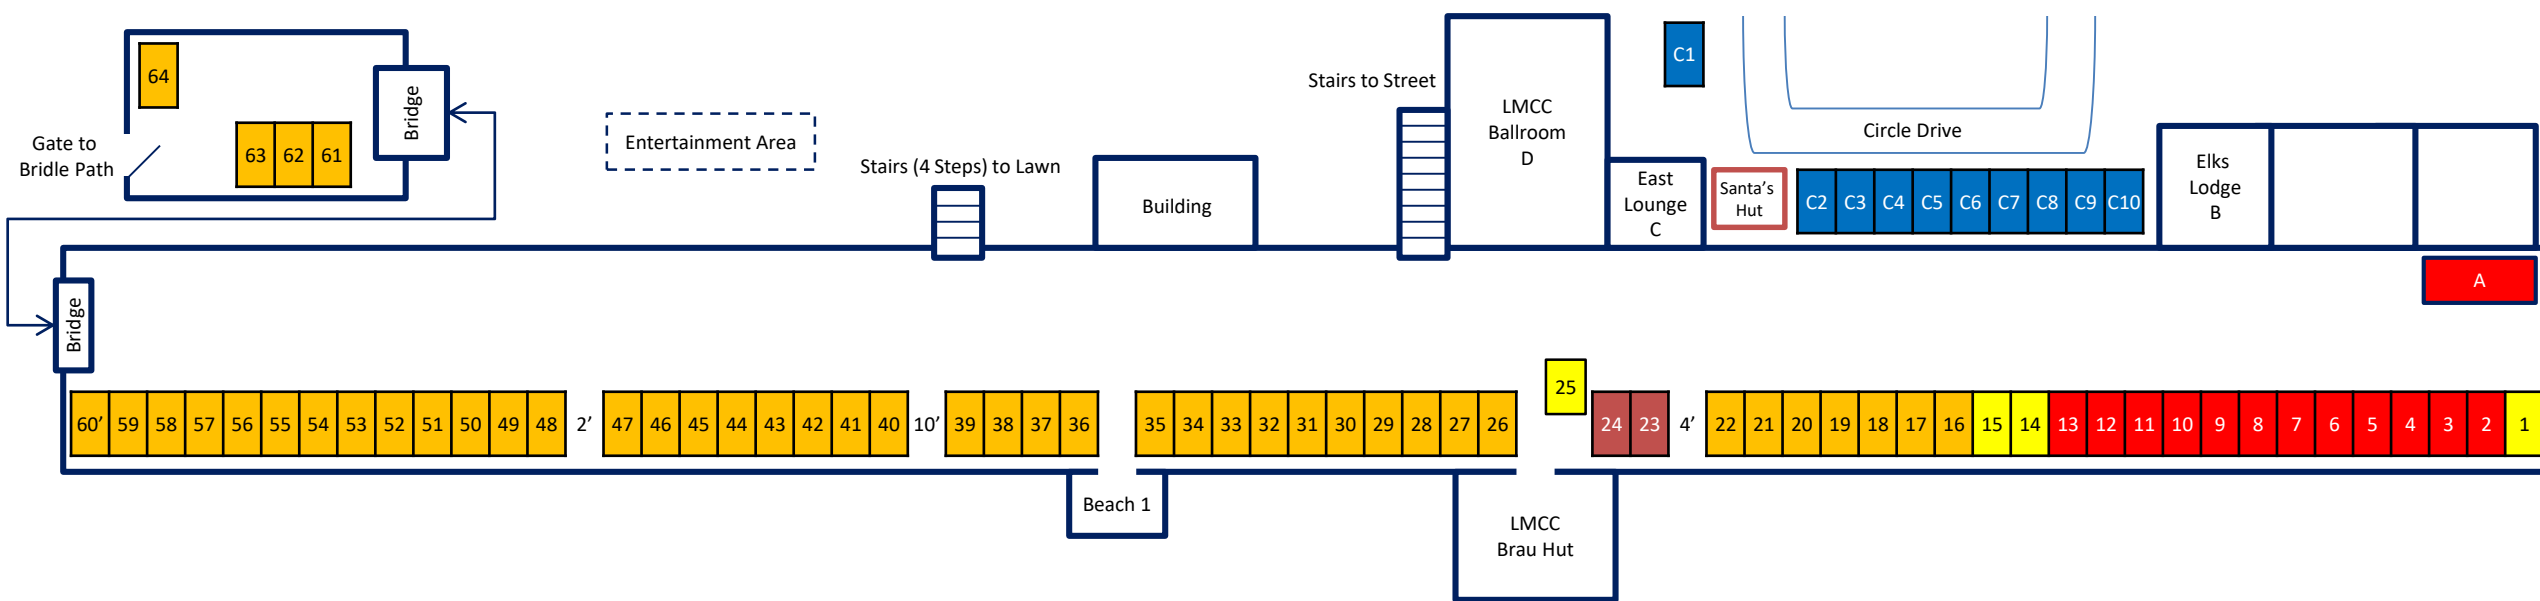 64
Bridge
Gate to
Bridle Path
63 62 61
Entertainment Area
Stairs (4 Steps) to Lawn
Building
Stairs to Street
LMCC
Ballroom
D
C1
Circle Drive
East
Lounge
C
Santa's
Hut
C2 C3 C4 C5 C6 C7 C8 C9 C10
Elks
Lodge
B
A
Bridge
25
60' 59 58 57 56 55 54 53 52 51 50 49 48 2' 47 46 45 44 43 42 41 40 10' 39 38 37 36 35 34 33 32 31 30 29 28 27 26 24 23 4' 22 21 20 19 18 17 16 15 14 13 12 11 10 9 8 7 6 5 4 3 2 1
Beach 1
LMCC
Brau Hut